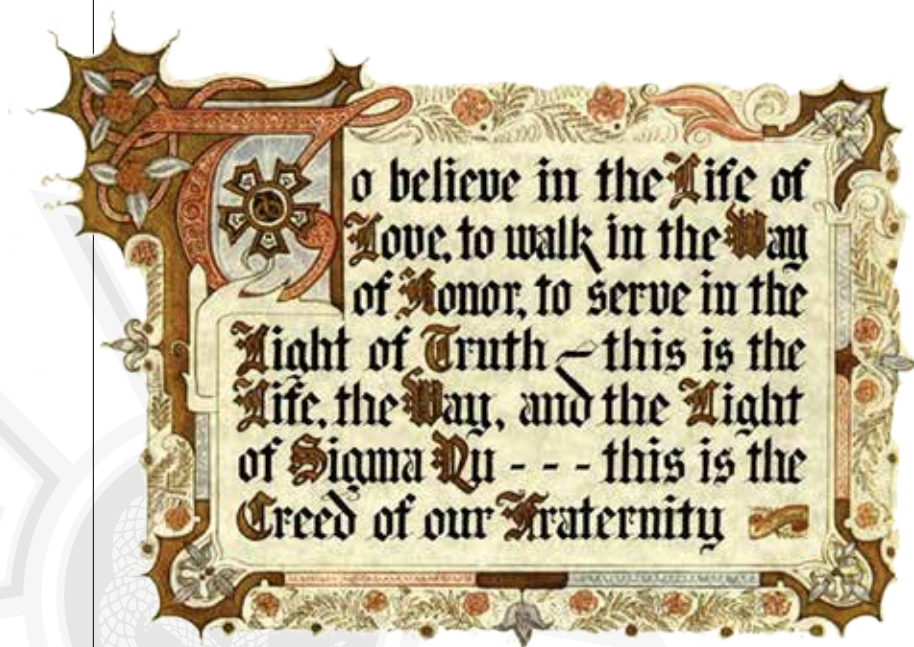 To believe in the Life of
Love, to walk in the Way
of Honor, to serve in the
Light of Truth – this is the
Life, the Way, and the Light
of Sigma Nu - - - this is the
Creed of our Fraternity